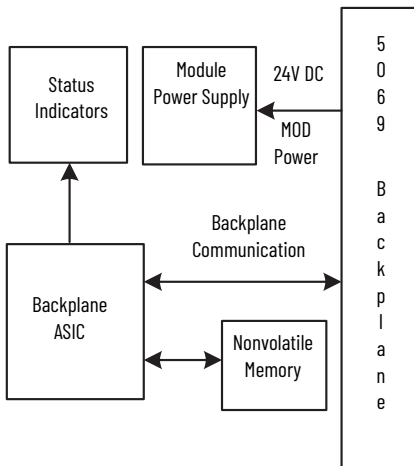 Status
Indicators
Module
Power Supply
24V DC
MOD
Power
5
0
6
9
B
a
c
k
p
l
a
n
e
Backplane
Communication
Backplane
ASIC
Nonvolatile
Memory